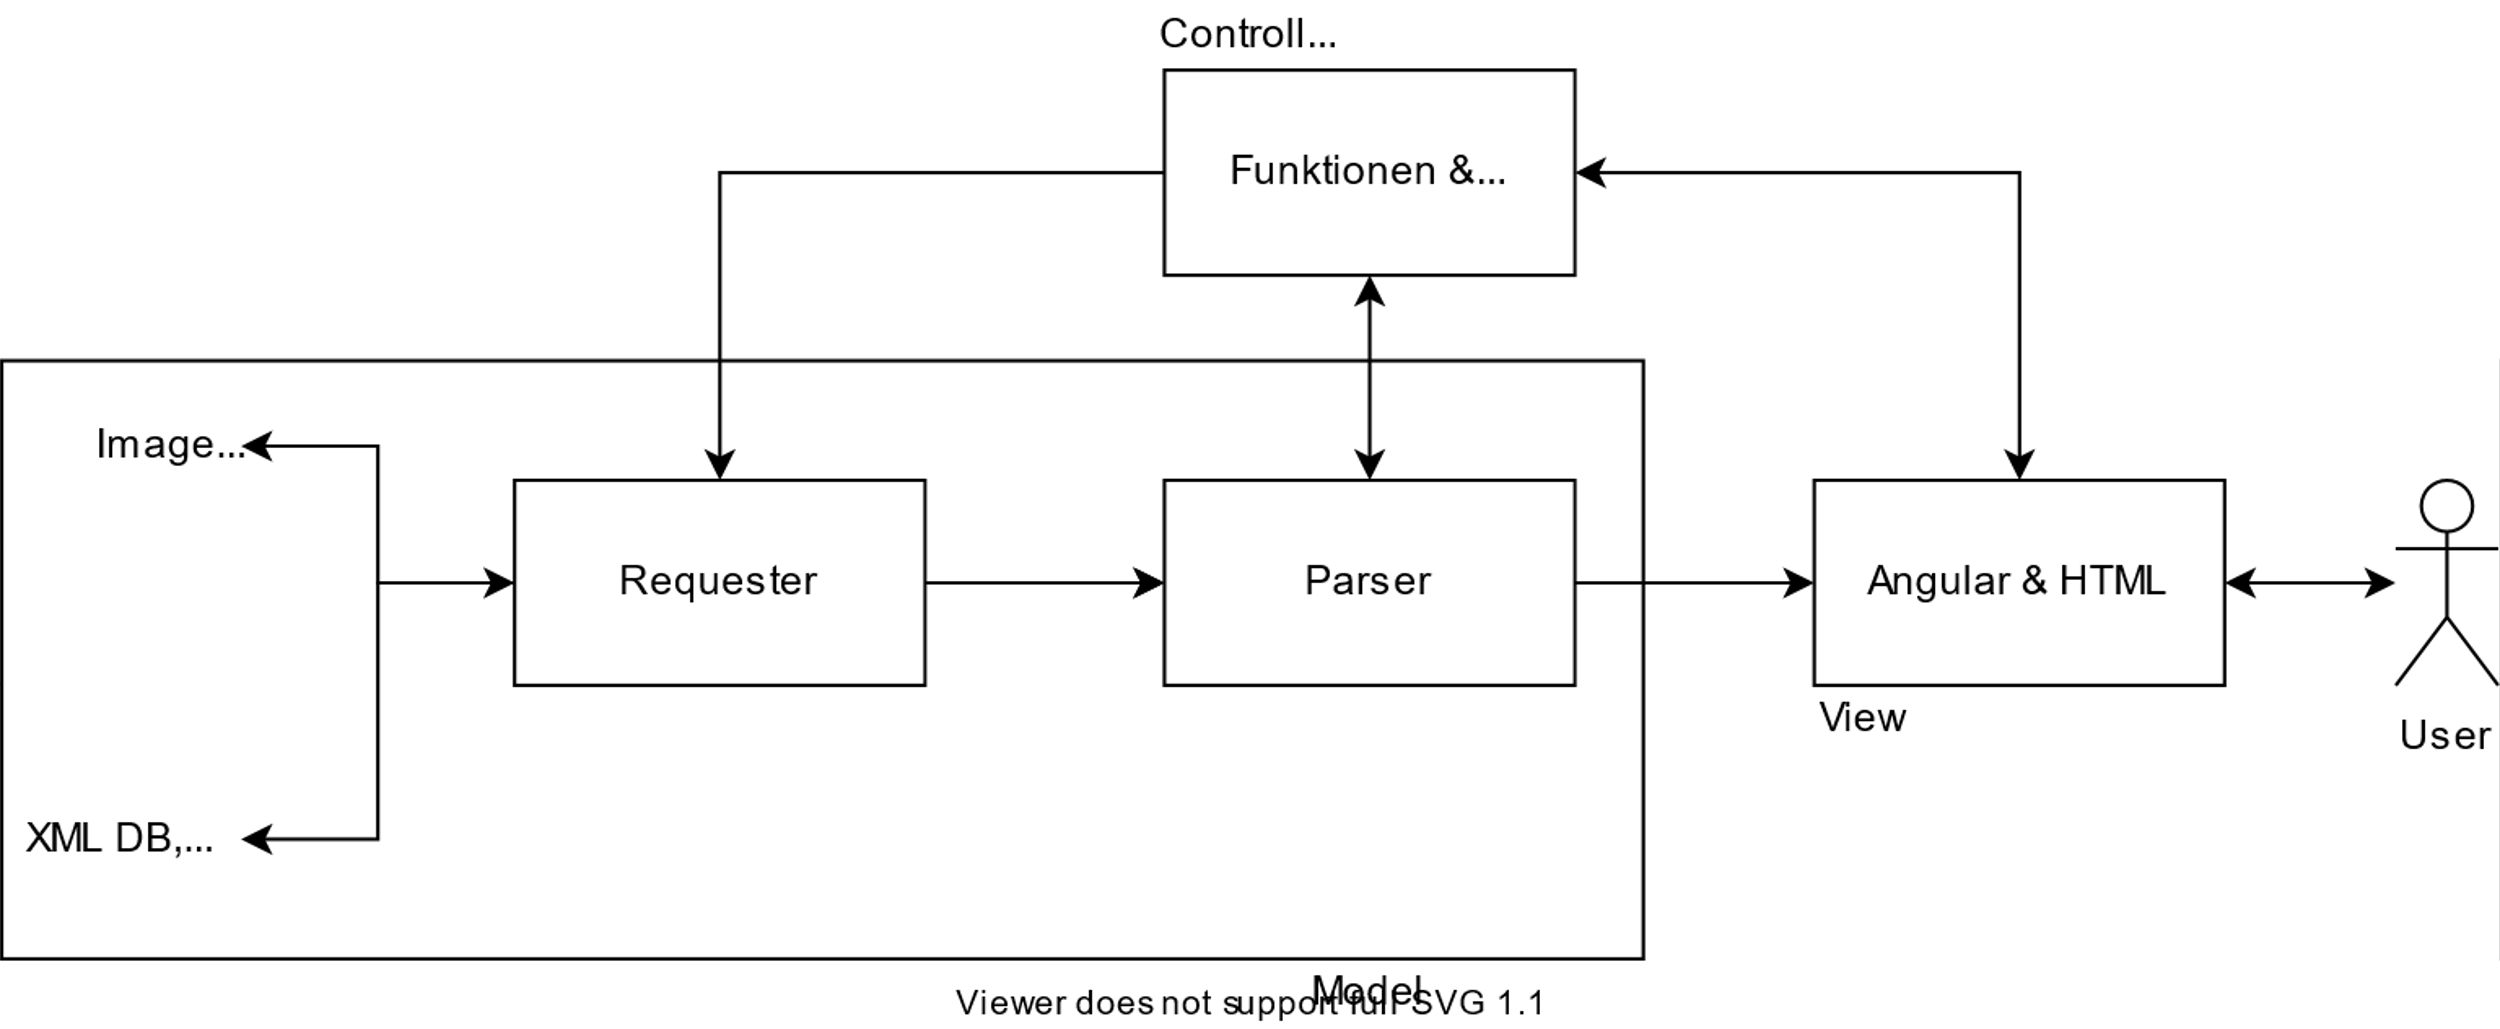 Controll...
Funktionen &...
Image...
Requester
Parser
Angular & HTML
View
User
XML DB,...
Model
Viewer does not support full SVG 1.1